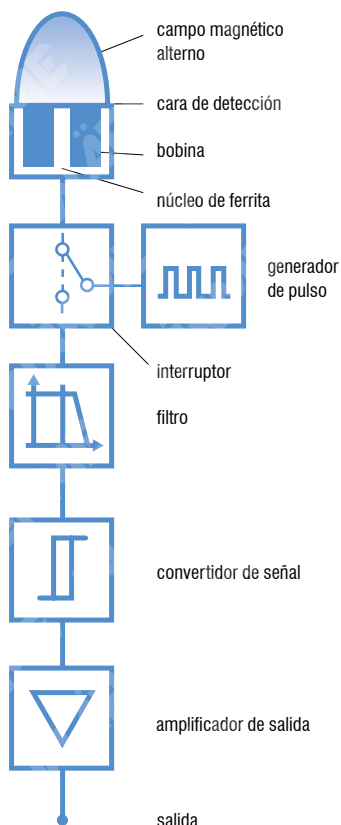 campo magnético
alterno
cara de detección
bobina
núcleo de ferrita
generador
de pulso
interruptor
filtro
convertidor de señal
amplificador de salida
salida